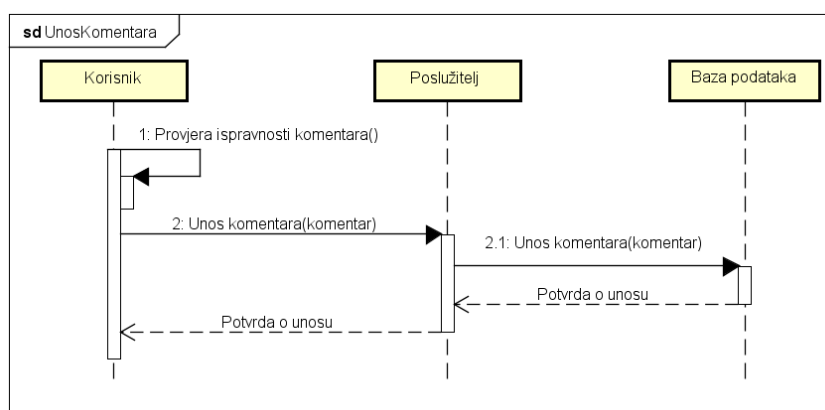 sd UnosKomentara
Korisnik
Poslužitelj
Baza podataka
1: Provjera ispravnosti komentara()
2: Unos komentara(komentar)
2.1: Unos komentara(komentar)
Potvrda o unosu
Potvrda o unosu